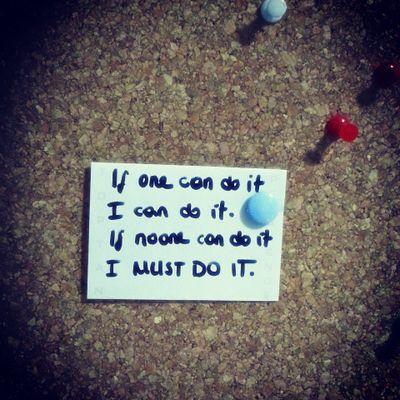 If one can do it
I can do it.
If noone can do it
I MUST DO IT.